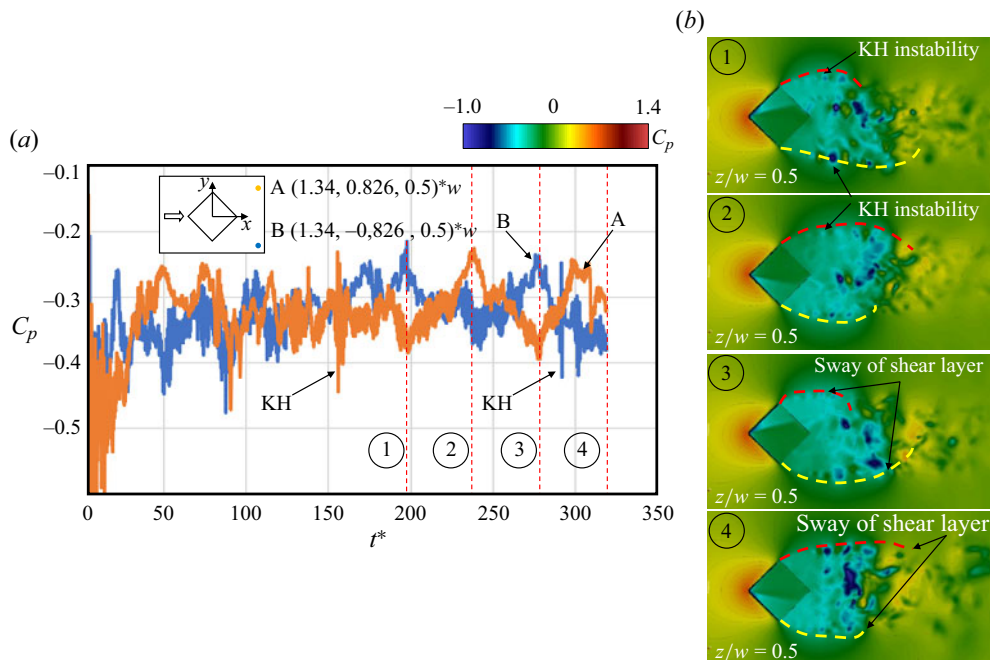 (a)
–1.0 0 1.4
C_p
–0.1
–0.2
–0.3
–0.4
–0.5
C_p
y
x
A (1.34, 0.826, 0.5)*w
B (1.34, –0,826 , 0.5)*w
B
A
KH
KH
1
2
3
4
0 50 100 150 200 250 300 350
t*
(b)
1
KH instability
z/w = 0.5
2
KH instability
z/w = 0.5
3
Sway of shear layer
z/w = 0.5
4
Sway of shear layer
z/w = 0.5